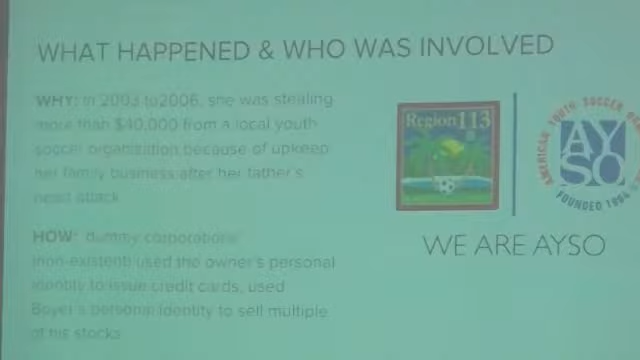 WHAT HAPPENED & WHO WAS INVOLVED
WHY: In 2003 to2006, she was stealing
more than $40,000 from a local youth
soccer organization because of upkeep
her family business after her father's
heart attack
HOW: dummy corporations
(non-existent) used the owner's personal
identity to issue credit cards, used
Boyer's personal identity to sell multiple
of his stocks
Region 113
AMERICAN YOUTH SOCCER
AYSO
FOUNDED 1964
WE ARE AYSO